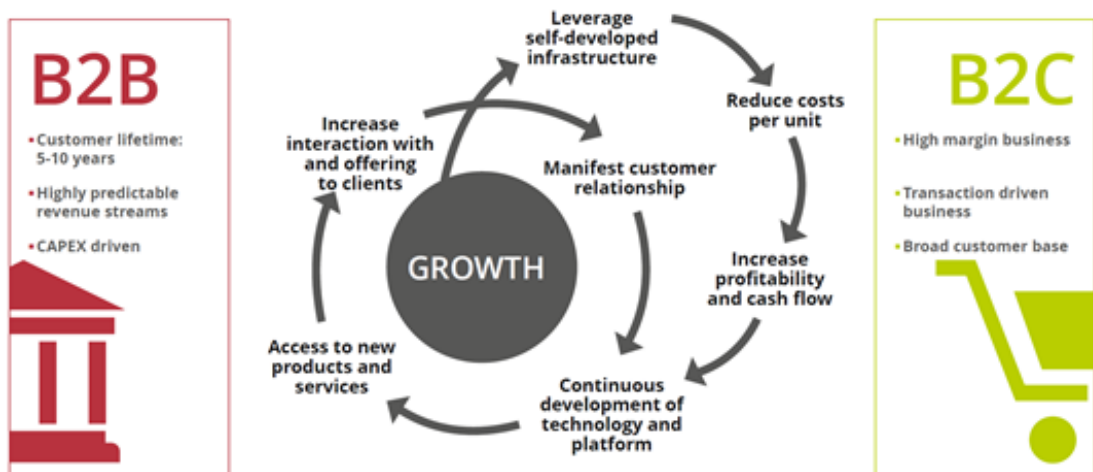 B2B
Customer lifetime:
5-10 years
Highly predictable
revenue streams
CAPEX driven
Leverage
self-developed
infrastructure
Reduce costs
per unit
Increase
profitability
and cash flow
Continuous
development of
technology and
platform
Access to new
products and
services
Increase
interaction with
and offering
to clients
Manifest customer
relationship
GROWTH
B2C
High margin business
Transaction driven
business
Broad customer base